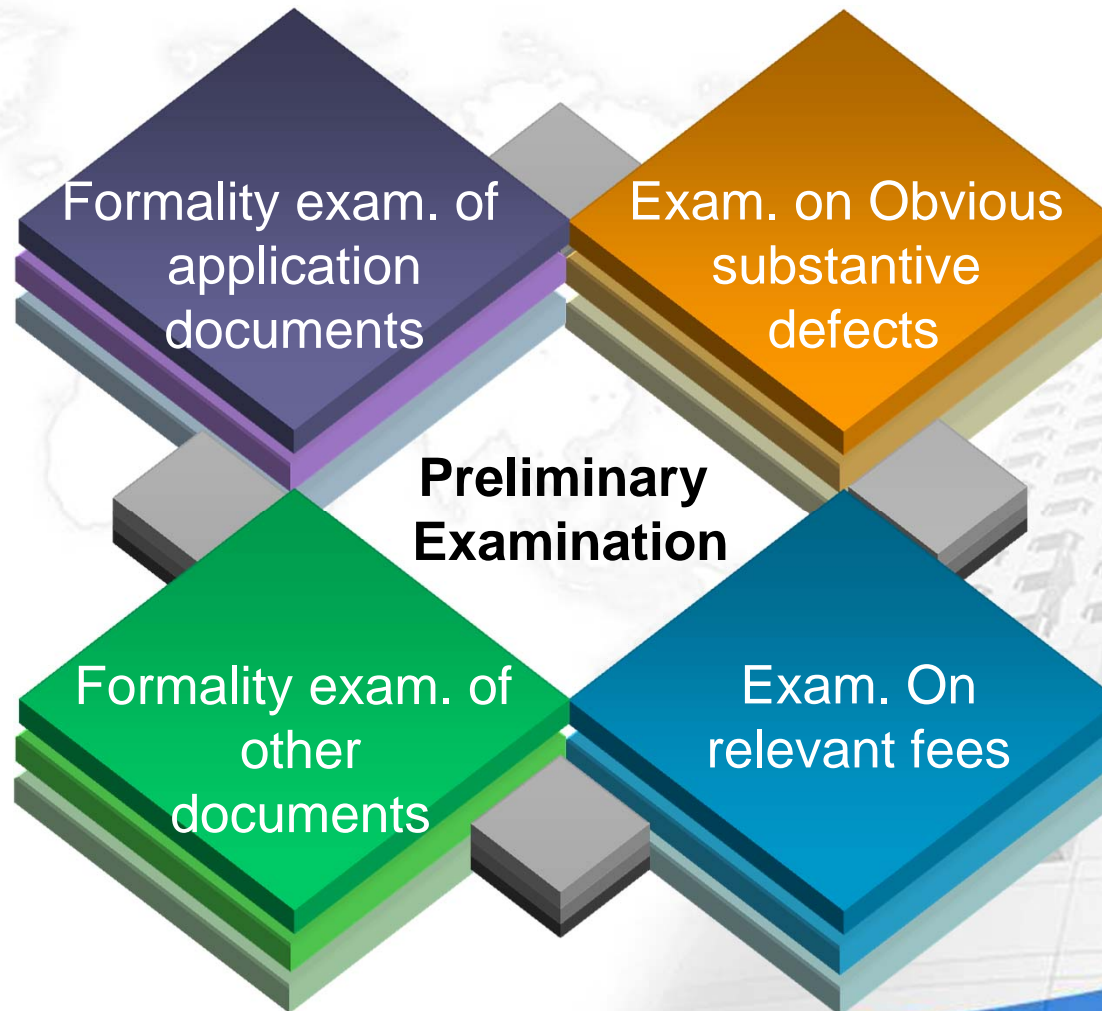 Formality exam. of
application
documents
Exam. on Obvious
substantive
defects
Preliminary
Examination
Formality exam. of
other
documents
Exam. On
relevant fees